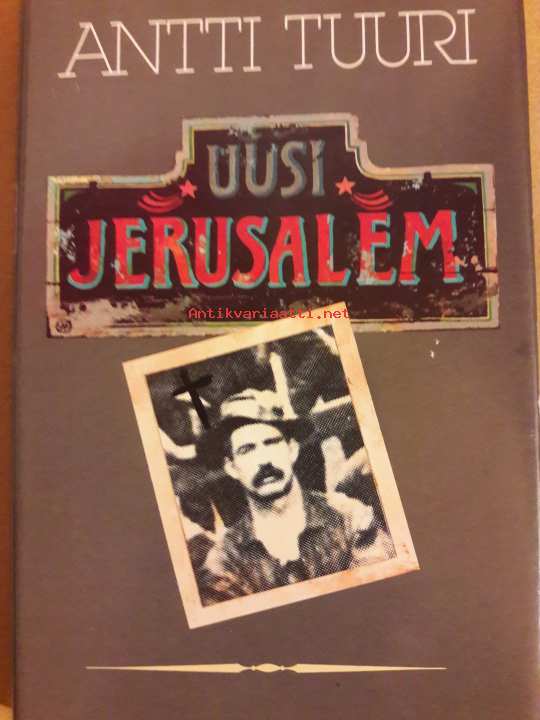 ANTTI TUURI
UUSI
JERUSALEM
Antikvariaatti.net